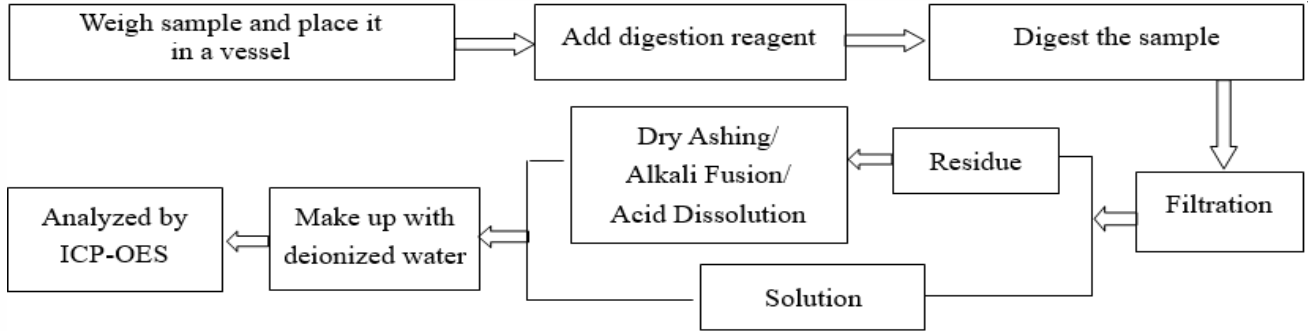 Weigh sample and place it
in a vessel
Add digestion reagent
Digest the sample
Filtration
Residue
Dry Ashing/
Alkali Fusion/
Acid Dissolution
Solution
Make up with
deionized water
Analyzed by
ICP-OES